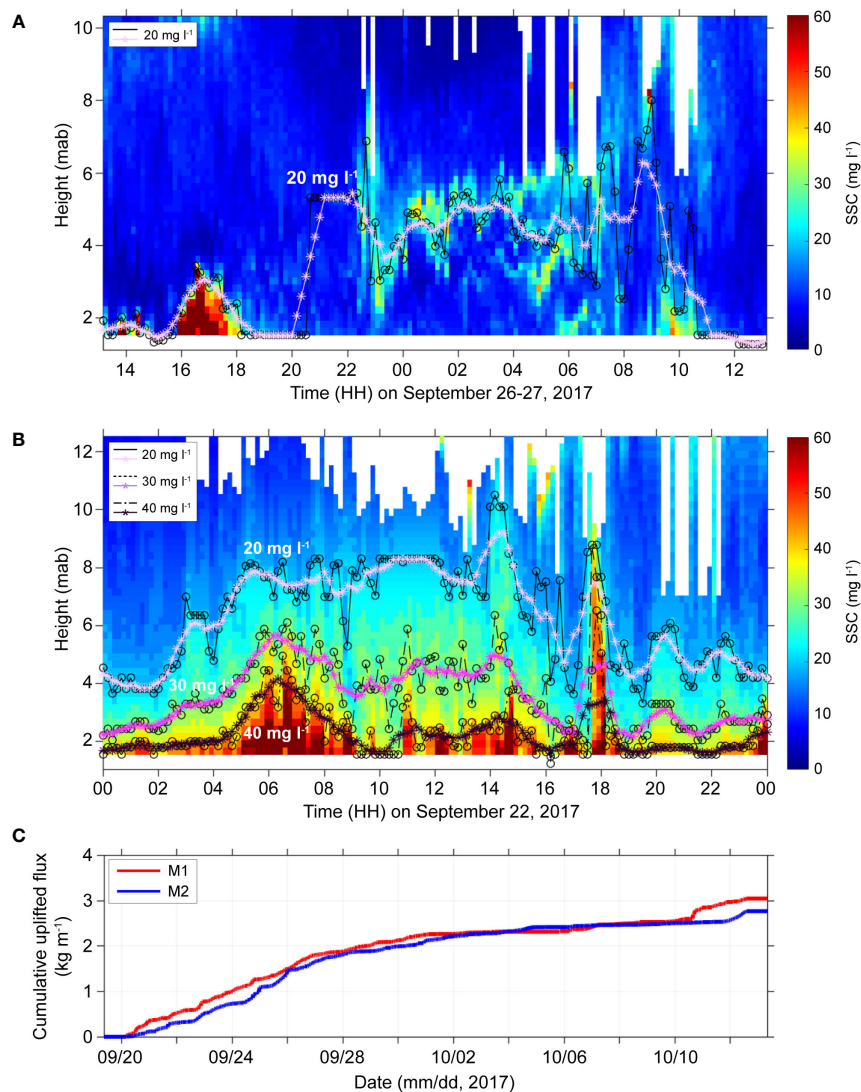 A
20 mg l⁻¹
20 mg l⁻¹
Height (mab)
10
8
6
4
2
14 16 18 20 22 00 02 04 06 08 10 12
Time (HH) on September 26-27, 2017
60
50
40
30
20
10
0
SSC (mg l⁻¹)
B
20 mg l⁻¹
30 mg l⁻¹
40 mg l⁻¹
20 mg l⁻¹
30 mg l⁻¹
40 mg l⁻¹
Height (mab)
12
10
8
6
4
2
00 02 04 06 08 10 12 14 16 18 20 22 00
Time (HH) on September 22, 2017
60
50
40
30
20
10
0
SSC (mg l⁻¹)
C
M1
M2
Cumulative uplifted flux
(kg m⁻¹)
4
3
2
1
0
09/20 09/24 09/28 10/02 10/06 10/10
Date (mm/dd, 2017)